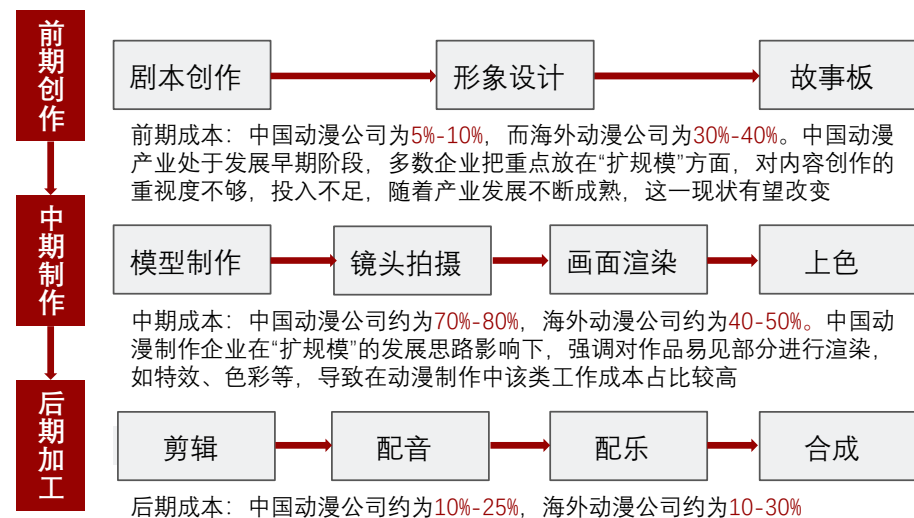 前期创作
剧本创作
形象设计
故事板
前期成本：中国动漫公司为5%-10%，而海外动漫公司为30%-40%。中国动漫
产业处于发展早期阶段，多数企业把重点放在“扩规模”方面，对内容创作的
重视度不够，投入不足，随着产业发展不断成熟，这一现状有望改变
中期制作
模型制作
镜头拍摄
画面渲染
上色
中期成本：中国动漫公司约为70%-80%，海外动漫公司约为40-50%。中国动
漫制作企业在“扩规模”的发展思路影响下，强调对作品易见部分进行渲染，
如特效、色彩等，导致在动漫制作中该类工作成本占比较高
后期加工
剪辑
配音
配乐
合成
后期成本：中国动漫公司约为10%-25%，海外动漫公司约为10-30%